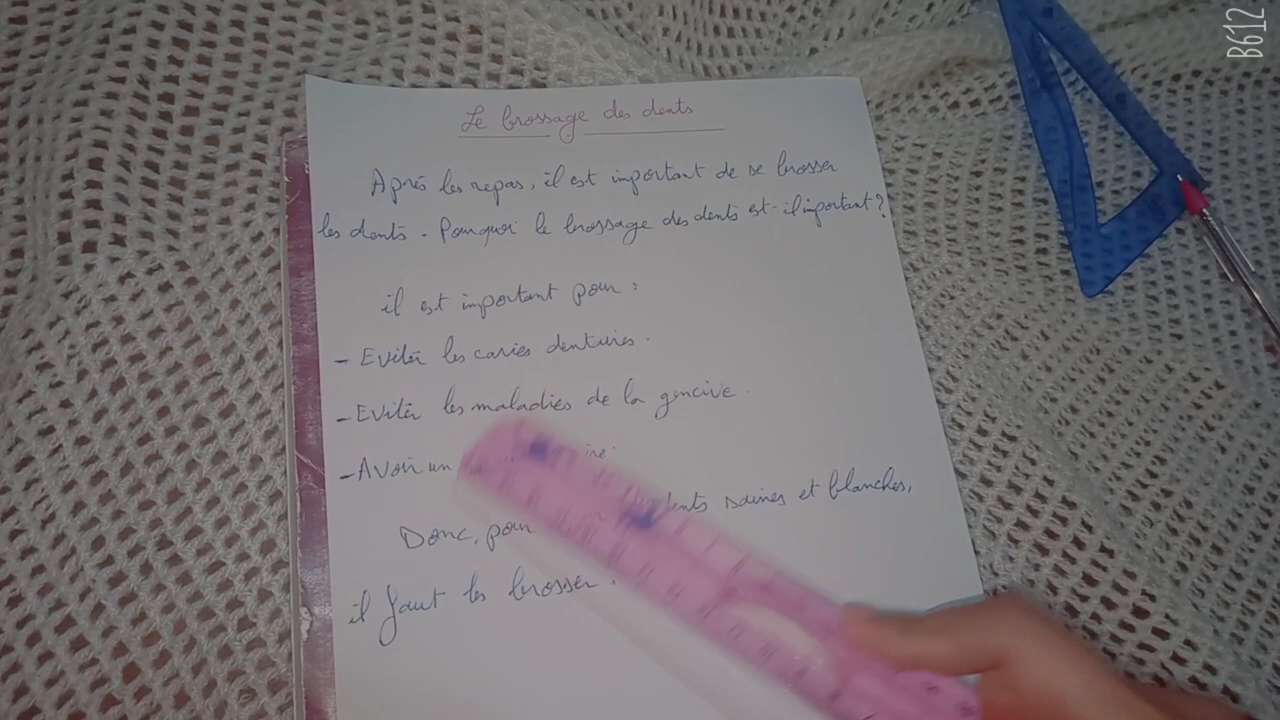 Le brossage des dents
Après les repas, il est important de se brosser
les dents. Pourquoi le brossage des dents est-il important?
il est important pour :
- Eviter les caries dentaires.
- Eviter les maladies de la gencive.
- Avoir un
Donc, pour dents saines et blanches,
il faut les brosser.
B612